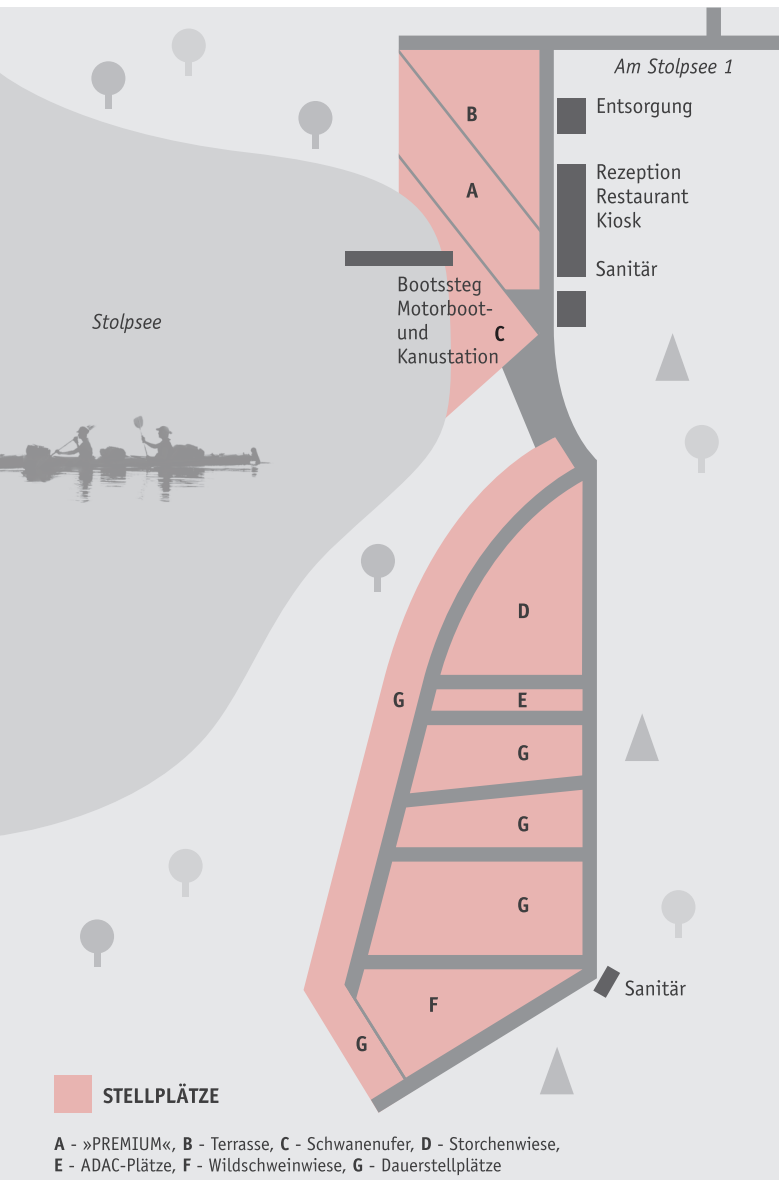 Am Stolpsee 1
B
Entsorgung
Rezeption
Restaurant
Kiosk
A
Sanitär
Bootssteg
Motorboot-
und
Kanustation
C
Stolpsee
D
G
E
G
G
G
Sanitär
F
G
STELLPLÄTZE
A - »PREMIUM«, B - Terrasse, C - Schwanenufer, D - Storchenwiese,
E - ADAC-Plätze, F - Wildschweinwiese, G - Dauerstellplätze